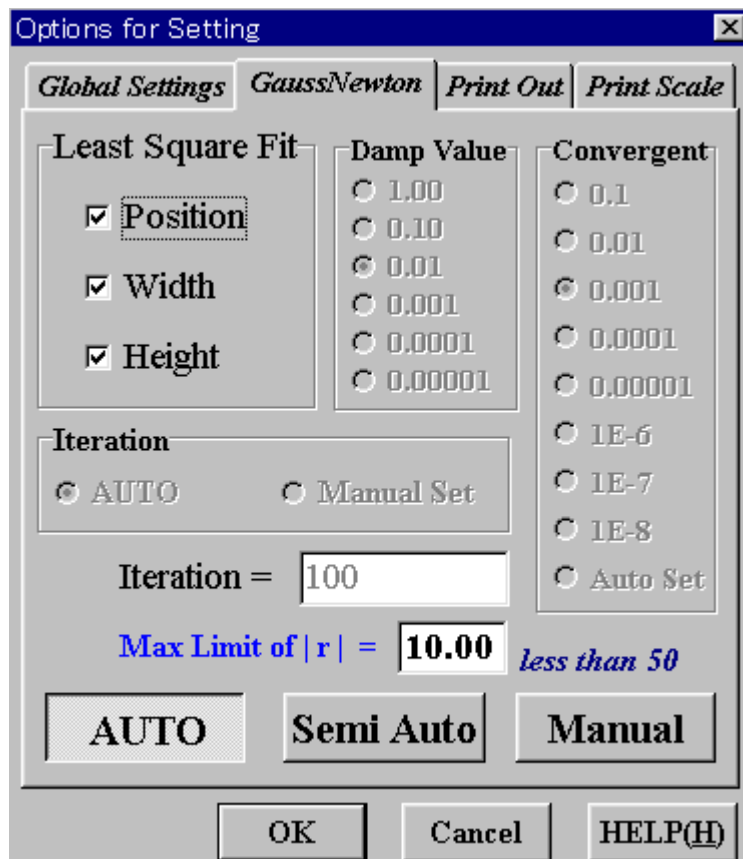 Options for Setting
Global Settings GaussNewton Print Out Print Scale
Least Square Fit
Position
Width
Height
Damp Value
1.00
0.10
0.01
0.001
0.0001
0.00001
Convergent
0.1
0.01
0.001
0.0001
0.00001
1E-6
1E-7
1E-8
Auto Set
Iteration
AUTO Manual Set
Iteration = 100
Max Limit of | r | = 10.00 less than 50
AUTO Semi Auto Manual
OK Cancel HELP(H)